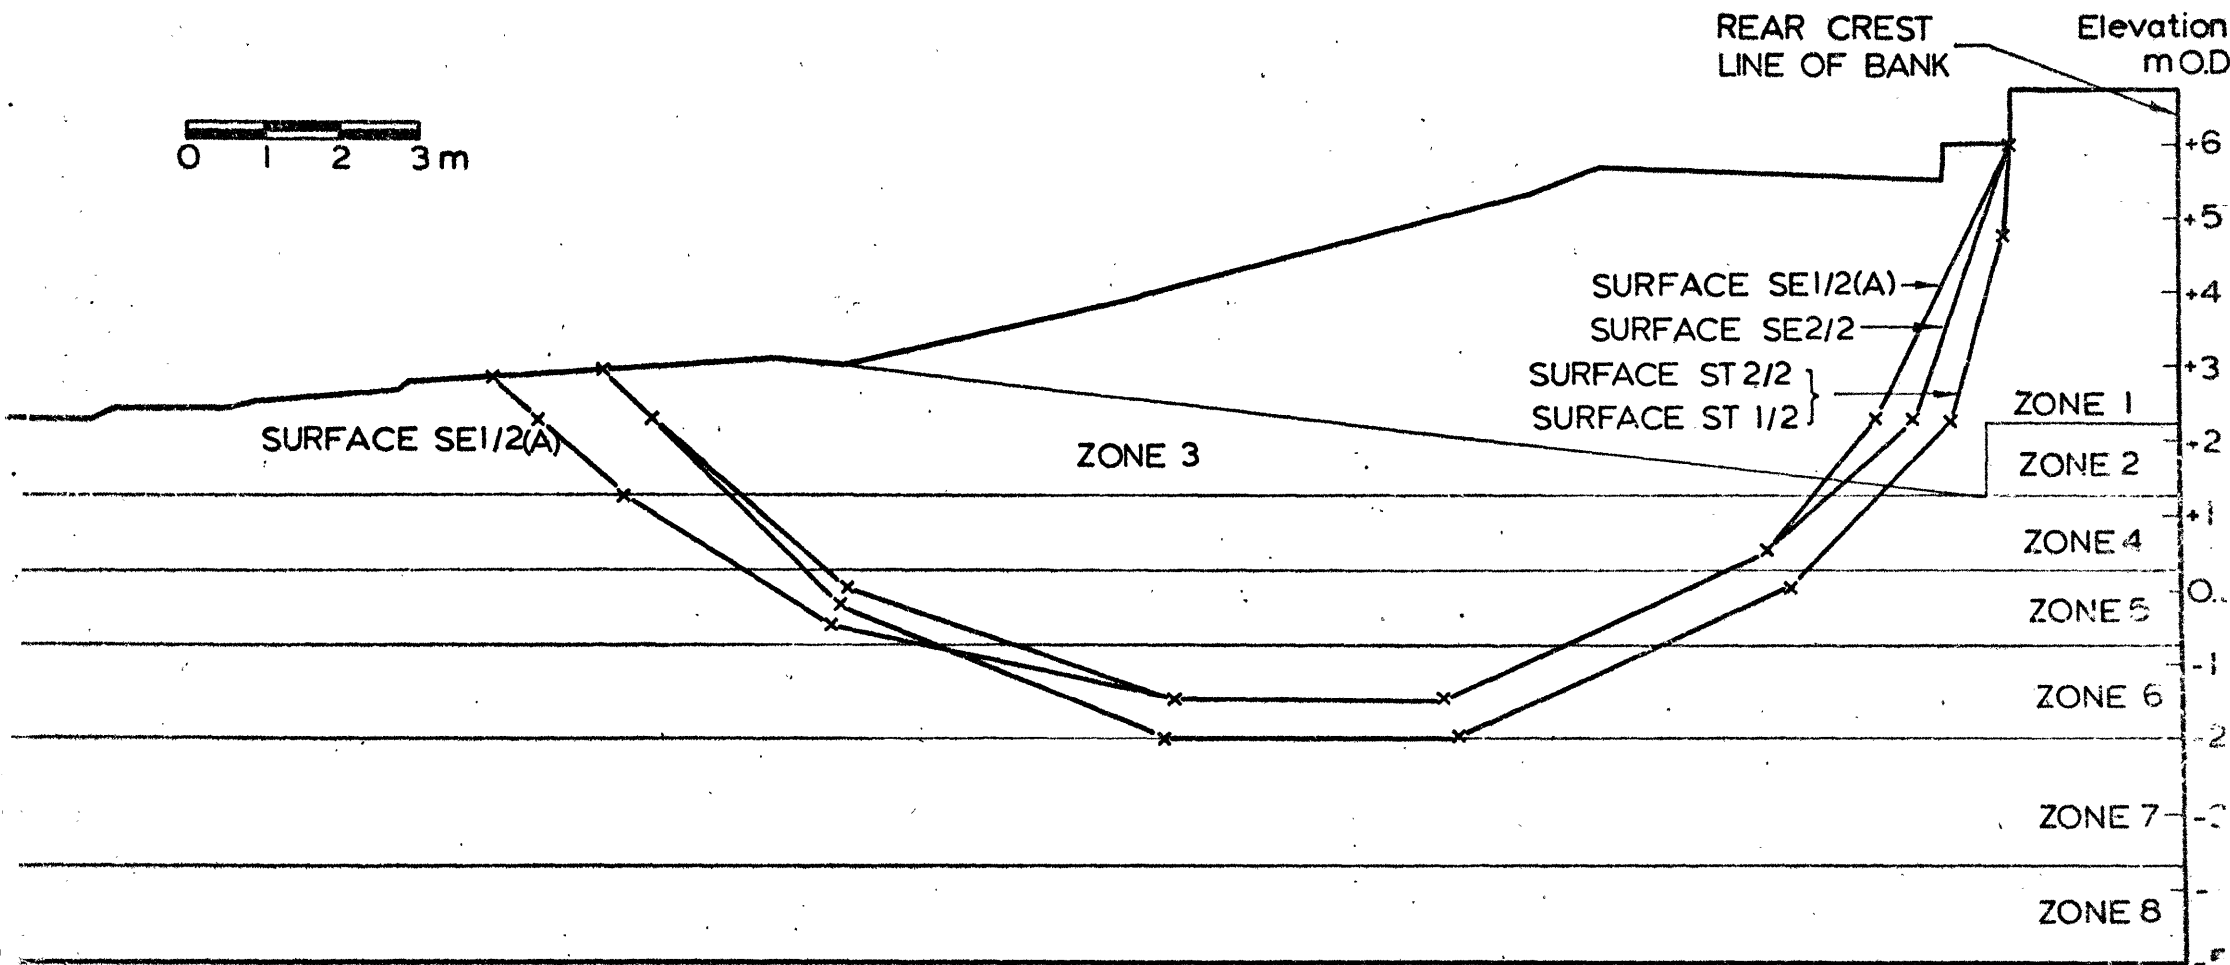 REAR CREST
LINE OF BANK
Elevation
m O.D
0 1 2 3 m
+6
+5
SURFACE SE1/2(A)
+4
SURFACE SE2/2
SURFACE ST 2/2
+3
SURFACE ST 1/2
ZONE 1
SURFACE SE1/2(A)
+2
ZONE 3
ZONE 2
+1
ZONE 4
0
ZONE 5
-1
ZONE 6
-2
ZONE 7
ZONE 8